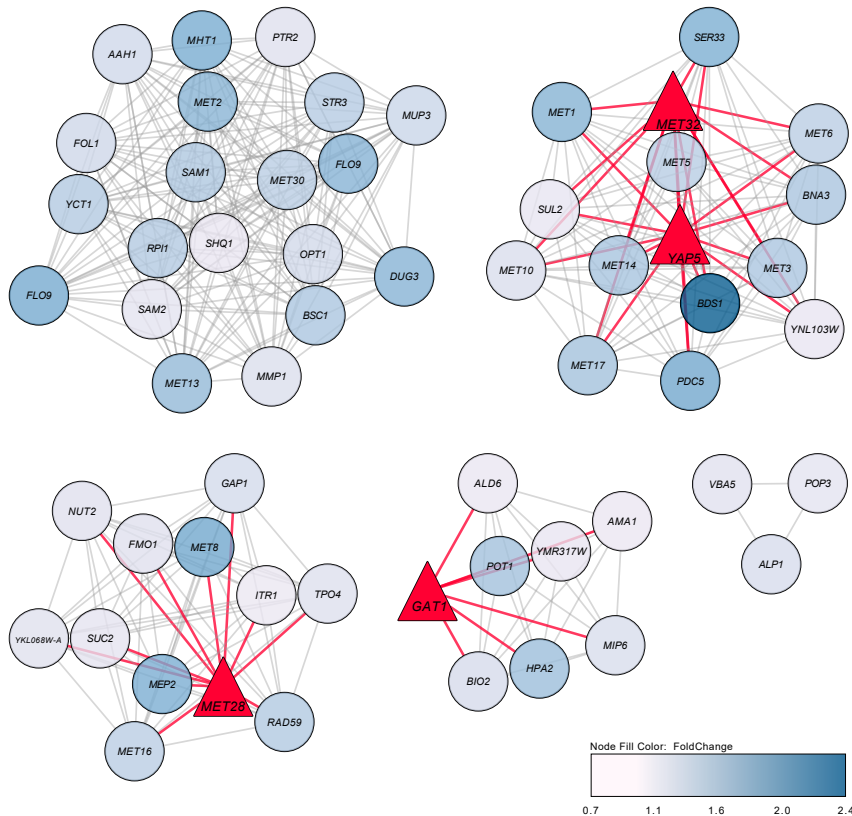 MHT1
PTR2
AAH1
MET2
STR3
MUP3
FOL1
FLO9
SAM1
MET30
YCT1
RPI1
SHQ1
OPT1
DUG3
FLO9
SAM2
BSC1
MET13
MMP1
SER33
MET1
MET32
MET6
MET5
BNA3
SUL2
YAP5
MET10
MET14
MET3
BDS1
YNL103W
MET17
PDC5
GAP1
NUT2
FMO1
MET8
ITR1
TPO4
YKL068W-A
SUC2
MEP2
MET28
RAD59
MET16
ALD6
AMA1
POT1
YMR317W
GAT1
MIP6
BIO2
HPA2
VBA5
POP3
ALP1
Node Fill Color: FoldChange
0.7 1.1 1.6 2.0 2.4